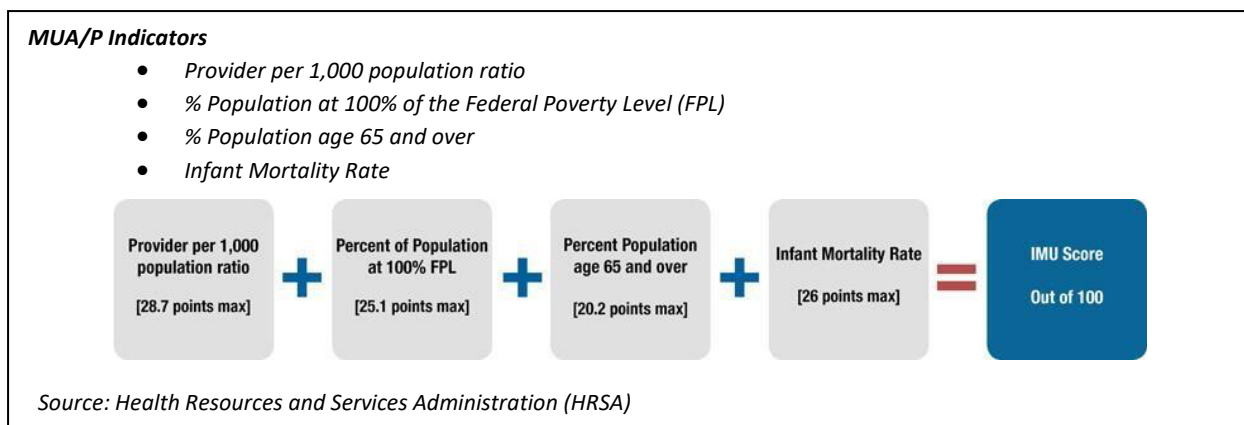 MUA/P Indicators
• Provider per 1,000 population ratio
• % Population at 100% of the Federal Poverty Level (FPL)
• % Population age 65 and over
• Infant Mortality Rate
Provider per 1,000
population ratio
[28.7 points max]
+
Percent of Population
at 100% FPL
[25.1 points max]
+
Percent Population
age 65 and over
[20.2 points max]
+
Infant Mortality Rate
[26 points max]
=
IMU Score
Out of 100
Source: Health Resources and Services Administration (HRSA)